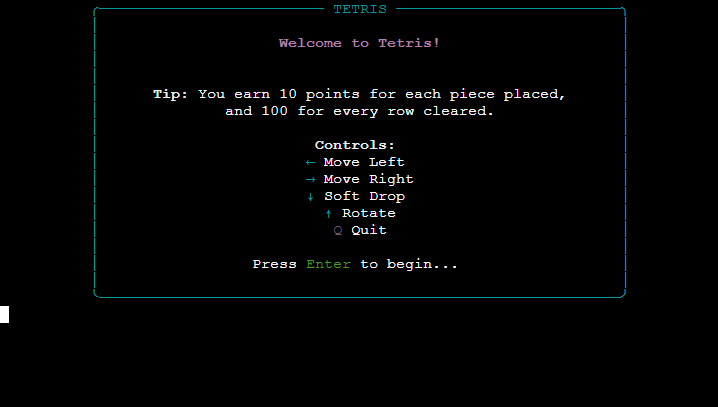 TETRIS
Welcome to Tetris!
Tip: You earn 10 points for each piece placed,
and 100 for every row cleared.
Controls:
← Move Left
→ Move Right
↓ Soft Drop
↑ Rotate
Q Quit
Press Enter to begin...